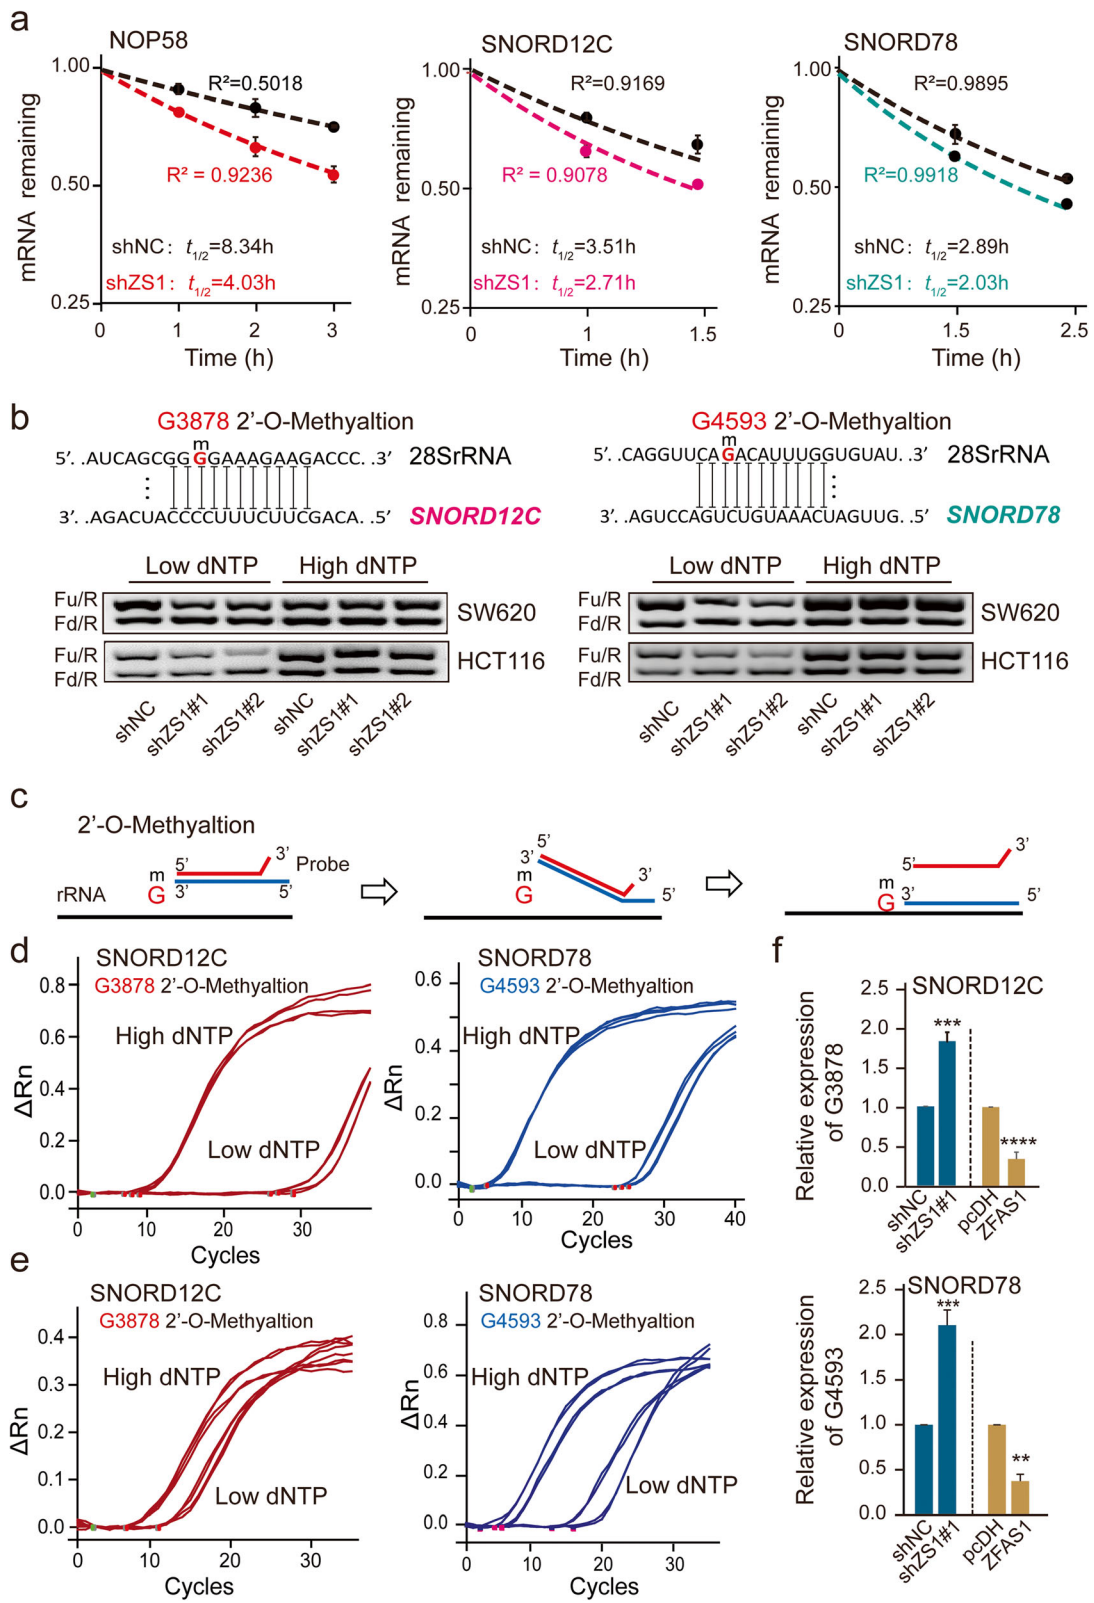 a
NOP58
SNORD12C
SNORD78
1.00
R²=0.5018
1.00
R²=0.9169
1.00
R²=0.9895
mRNA remaining
mRNA remaining
mRNA remaining
R² = 0.9236
R² = 0.9078
R²=0.9918
0.50
0.50
0.50
shNC: t1/2=8.34h
shNC: t1/2=3.51h
shNC: t1/2=2.89h
shZS1: t1/2=4.03h
shZS1: t1/2=2.71h
shZS1: t1/2=2.03h
0.25
0.25
0.25
0 1 2 3
0 1 1.5
0 1.5 2.5
Time (h)
Time (h)
Time (h)
b
G3878 2'-O-Methyaltion
m
5'. .AUCAGCGGGGAAAGAAGACCC. .3' 28SrRNA
3'. .AGACUACCCCUUUCUUCGACA. .5' SNORD12C
Low dNTP High dNTP
Fu/R
Fd/R
SW620
Fu/R
Fd/R
HCT116
shNC shZS1#1 shZS1#2 shNC shZS1#1 shZS1#2
G4593 2'-O-Methyaltion
m
5'. .CAGGUUCAGACAUUUGGUGUAU. .3' 28SrRNA
3'. .AGUCCAGUCUGUAAACUAGUUG. .5' SNORD78
Low dNTP High dNTP
Fu/R
Fd/R
SW620
Fu/R
Fd/R
HCT116
shNC shZS1#1 shZS1#2 shNC shZS1#1 shZS1#2
c
2'-O-Methyaltion
5' 3' Probe
m
rRNA G 3' 5'
5'
3' 3'
m
G 5'
5' 3'
m
G 3' 5'
d
SNORD12C
G3878 2'-O-Methyaltion
0.8
High dNTP
0.6
ΔRn
0.4
0.2
Low dNTP
0.0
0 10 20 30
Cycles
SNORD78
G4593 2'-O-Methyaltion
0.6
High dNTP
0.4
ΔRn
0.2
Low dNTP
0.0
0 10 20 30 40
Cycles
e
SNORD12C
G3878 2'-O-Methyaltion
0.4
High dNTP
0.3
ΔRn
0.2
0.1
Low dNTP
0.0
0 10 20 30
Cycles
SNORD78
G4593 2'-O-Methyaltion
0.8
High dNTP
0.6
ΔRn
0.4
0.2
Low dNTP
0.0
0 10 20 30
Cycles
f
SNORD12C
Relative expression
of G3878
2.5
2.0
1.5
1.0
0.5
0.0
***
****
shNC shZS1#1 pcDH ZFAS1
SNORD78
Relative expression
of G4593
2.5
2.0
1.5
1.0
0.5
0.0
***
**
shNC shZS1#1 pcDH ZFAS1